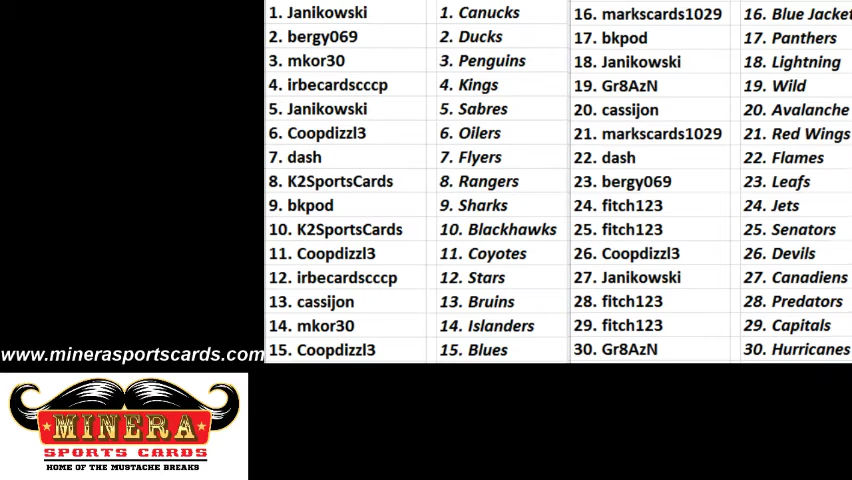 1. Janikowski 1. Canucks 16. markscards1029 16. Blue Jacket
2. bergy069 2. Ducks 17. bkpod 17. Panthers
3. mkor30 3. Penguins 18. Janikowski 18. Lightning
4. irbecardscccp 4. Kings 19. Gr8AzN 19. Wild
5. Janikowski 5. Sabres 20. cassijon 20. Avalanche
6. Coopdizzl3 6. Oilers 21. markscards1029 21. Red Wings
7. dash 7. Flyers 22. dash 22. Flames
8. K2SportsCards 8. Rangers 23. bergy069 23. Leafs
9. bkpod 9. Sharks 24. fitch123 24. Jets
10. K2SportsCards 10. Blackhawks 25. fitch123 25. Senators
11. Coopdizzl3 11. Coyotes 26. Coopdizzl3 26. Devils
12. irbecardscccp 12. Stars 27. Janikowski 27. Canadiens
13. cassijon 13. Bruins 28. fitch123 28. Predators
14. mkor30 14. Islanders 29. fitch123 29. Capitals
15. Coopdizzl3 15. Blues 30. Gr8AzN 30. Hurricanes
www.minerasportscards.com
MINERA
SPORTS CARDS
HOME OF THE MUSTACHE BREAKS